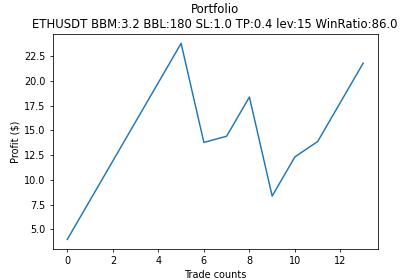 Portfolio
ETHUSDT BBM:3.2 BBL:180 SL:1.0 TP:0.4 lev:15 WinRatio:86.0
22.5
20.0
17.5
15.0
12.5
10.0
7.5
5.0
Profit ($)
0 2 4 6 8 10 12
Trade counts